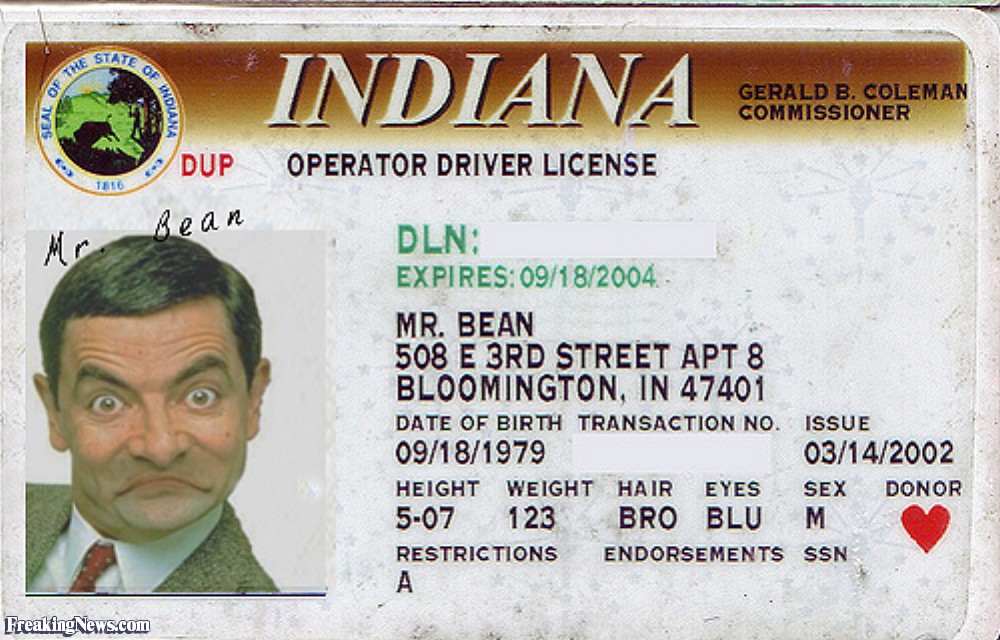 SEAL OF THE STATE OF INDIANA
1816
INDIANA
GERALD B. COLEMAN
COMMISSIONER
DUP
OPERATOR DRIVER LICENSE
Mr. Bean
DLN:
EXPIRES: 09/18/2004
MR. BEAN
508 E 3RD STREET APT 8
BLOOMINGTON, IN 47401
DATE OF BIRTH TRANSACTION NO. ISSUE
09/18/1979 03/14/2002
HEIGHT WEIGHT HAIR EYES SEX DONOR
5-07 123 BRO BLU M
RESTRICTIONS ENDORSEMENTS SSN
A
FreakingNews.com